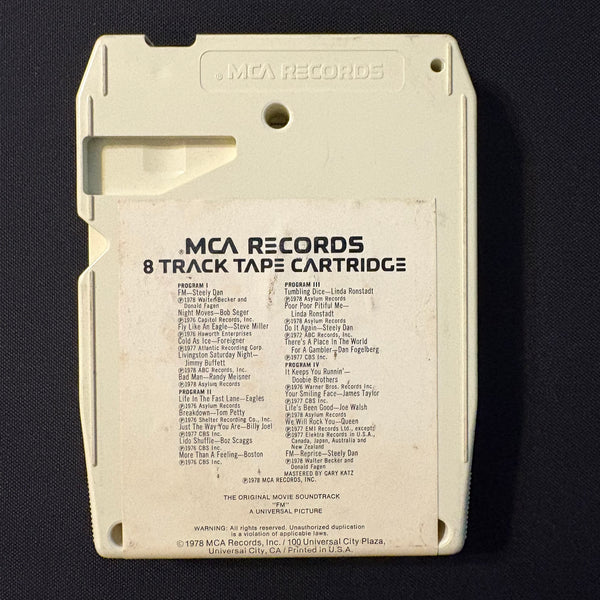 MCA RECORDS
MCA RECORDS
8 TRACK TAPE CARTRIDGE
PROGRAM I
FM—Steely Dan
℗1978 Walter Becker and
Donald Fagen
Night Moves—Bob Seger
℗1976 Capitol Records, Inc.
Fly Like An Eagle—Steve Miller
℗1976 Haworth Enterprises
Cold As Ice—Foreigner
℗1977 Atlantic Recording Corp.
Livingston Saturday Night—
Jimmy Buffett
℗1978 ABC Records, Inc.
Bad Man—Randy Meisner
℗1978 Asylum Records
PROGRAM II
Life In The Fast Lane—Eagles
℗1976 Asylum Records
Breakdown—Tom Petty
℗1976 Shelter Recording Co., Inc.
Just The Way You Are—Billy Joel
℗1977 CBS Inc.
Lido Shuffle—Boz Scaggs
℗1976 CBS Inc.
More Than a Feeling—Boston
℗1976 CBS Inc.
PROGRAM III
Tumbling Dice—Linda Ronstadt
℗1978 Asylum Records
Poor Poor Pitiful Me—
Linda Ronstadt
℗1978 Asylum Records
Do It Again—Steely Dan
℗1972 ABC Records, Inc.
There's A Place In The World
For A Gambler—Dan Fogelberg
℗1977 CBS Inc.
PROGRAM IV
It Keeps You Runnin'—
Doobie Brothers
℗1976 Warner Bros. Records Inc.
Your Smiling Face—James Taylor
℗1977 CBS Inc.
Life's Been Good—Joe Walsh
℗1978 Asylum Records
We Will Rock You—Queen
℗1977 EMI Records Ltd., except
℗1977 Elektra Records in U.S.A.,
Canada, Japan, Australia and
New Zealand
FM—Reprise—Steely Dan
℗1978 Walter Becker and
Donald Fagen
MASTERED BY GARY KATZ
℗1978 MCA RECORDS, INC.
THE ORIGINAL MOVIE SOUNDTRACK
"FM"
A UNIVERSAL PICTURE
WARNING: All rights reserved. Unauthorized duplication
is a violation of applicable laws.
©1978 MCA Records, Inc. / 100 Universal City Plaza,
Universal City, CA / Printed in U.S.A.